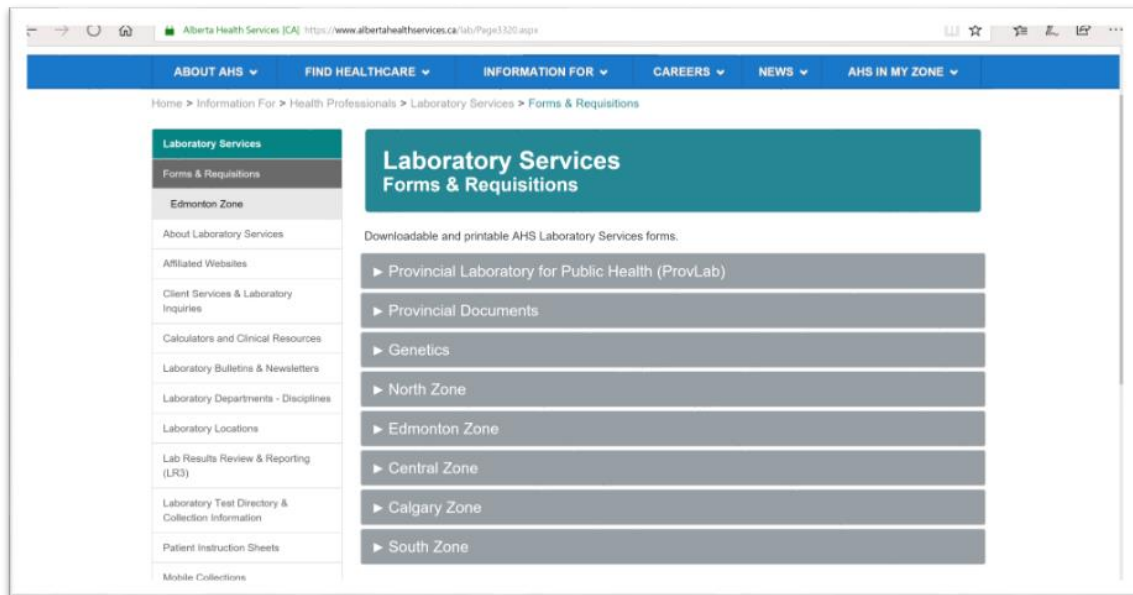 Alberta Health Services [CA] https://www.albertahealthservices.ca/lab/Page3320.aspx
ABOUT AHS FIND HEALTHCARE INFORMATION FOR CAREERS NEWS AHS IN MY ZONE
Home > Information For > Health Professionals > Laboratory Services > Forms & Requisitions
Laboratory Services
Forms & Requisitions
Edmonton Zone
About Laboratory Services
Affiliated Websites
Client Services & Laboratory
Inquiries
Calculators and Clinical Resources
Laboratory Bulletins & Newsletters
Laboratory Departments - Disciplines
Laboratory Locations
Lab Results Review & Reporting
(LR3)
Laboratory Test Directory &
Collection Information
Patient Instruction Sheets
Mobile Collections
Laboratory Services
Forms & Requisitions
Downloadable and printable AHS Laboratory Services forms.
► Provincial Laboratory for Public Health (ProvLab)
► Provincial Documents
► Genetics
► North Zone
► Edmonton Zone
► Central Zone
► Calgary Zone
► South Zone